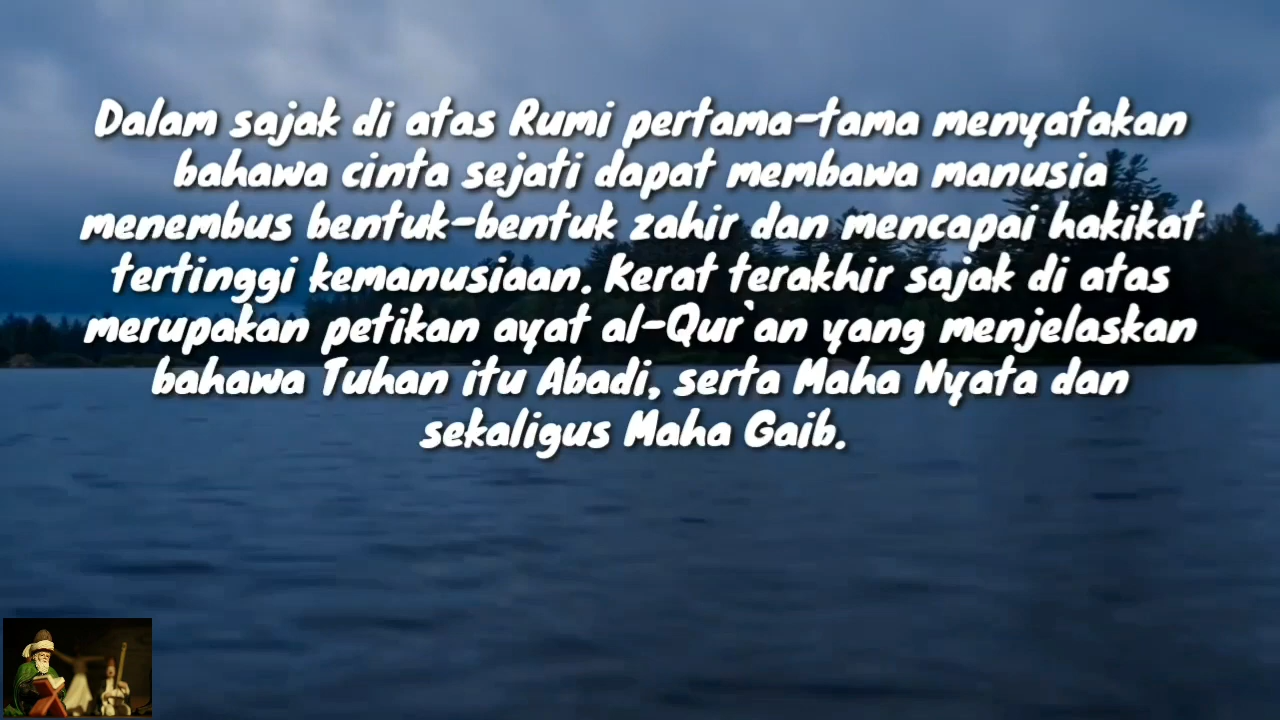 Dalam sajak di atas Rumi pertama-tama menyatakan
bahawa cinta sejati dapat membawa manusia
menembus bentuk-bentuk zahir dan mencapai hakikat
tertinggi kemanusiaan. Kerat terakhir sajak di atas
merupakan petikan ayat al-Qur`an yang menjelaskan
bahawa Tuhan itu Abadi, serta Maha Nyata dan
sekaligus Maha Gaib.